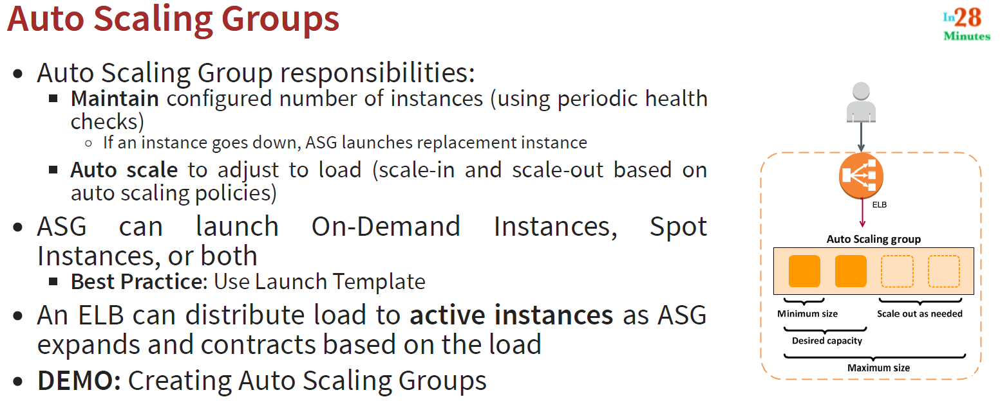 Auto Scaling Groups
In28
Minutes
• Auto Scaling Group responsibilities:
▪ Maintain configured number of instances (using periodic health
checks)
○ If an instance goes down, ASG launches replacement instance
▪ Auto scale to adjust to load (scale-in and scale-out based on
auto scaling policies)
• ASG can launch On-Demand Instances, Spot
Instances, or both
▪ Best Practice: Use Launch Template
• An ELB can distribute load to active instances as ASG
expands and contracts based on the load
• DEMO: Creating Auto Scaling Groups
ELB
Auto Scaling group
Minimum size
Scale out as needed
Desired capacity
Maximum size